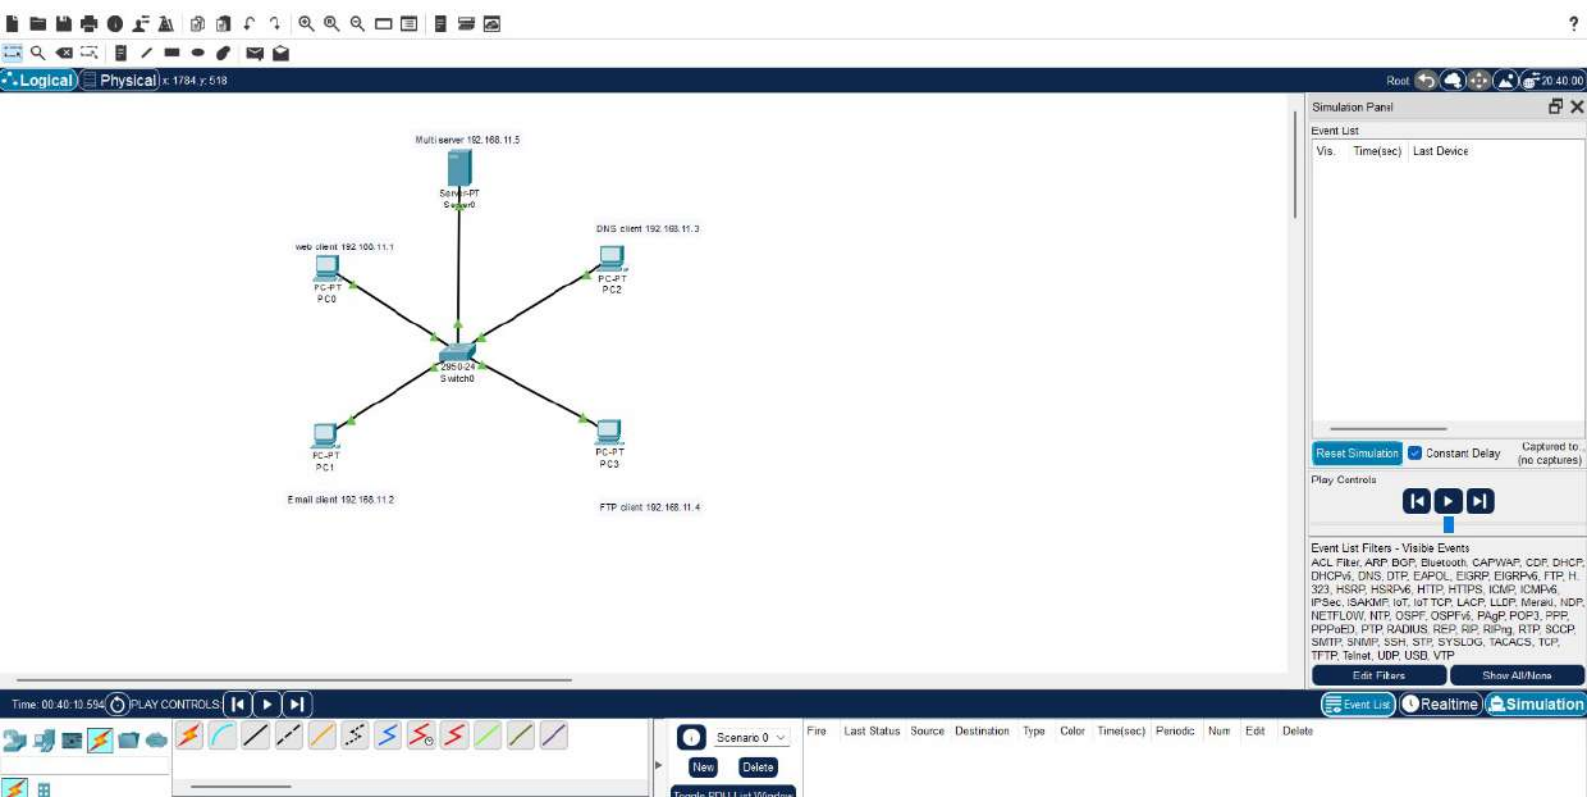 ?
Logical Physical x: 1784 y: 518
Root 20:40:00
Simulation Panel
Event List
Vis. Time(sec) Last Device
Multi server 192.168.11.5
Server-PT
Server0
DNS client 192.168.11.3
PC-PT
PC2
web client 192.168.11.1
PC-PT
PC0
2950-24
Switch0
PC-PT
PC1
PC-PT
PC3
Email client 192.168.11.2
FTP client 192.168.11.4
Reset Simulation Constant Delay Captured to:
(no captures)
Play Controls
Event List Filters - Visible Events
ACL Filter, ARP, BGP, Bluetooth, CAPWAP, CDP, DHCP,
DHCPv6, DNS, DTP, EAPOL, EIGRP, EIGRPv6, FTP, H.
323, HSRP, HSRPv6, HTTP, HTTPS, ICMP, ICMPv6,
IPSec, ISAKMP, IoT, IoT TCP, LACP, LLDP, Meraki, NDP,
NETFLOW, NTP, OSPF, OSPFv6, PAgP, POP3, PPP,
PPPoED, PTP, RADIUS, REP, RIP, RIPng, RTP, SCCP,
SMTP, SNMP, SSH, STP, SYSLOG, TACACS, TCP,
TFTP, Telnet, UDP, USB, VTP
Edit Filters Show All/None
Time: 00:40:10.594 PLAY CONTROLS: Event List Realtime Simulation
Scenario 0 Fire Last Status Source Destination Type Color Time(sec) Periodic Num Edit Delete
New Delete
Toggle PDU List Window